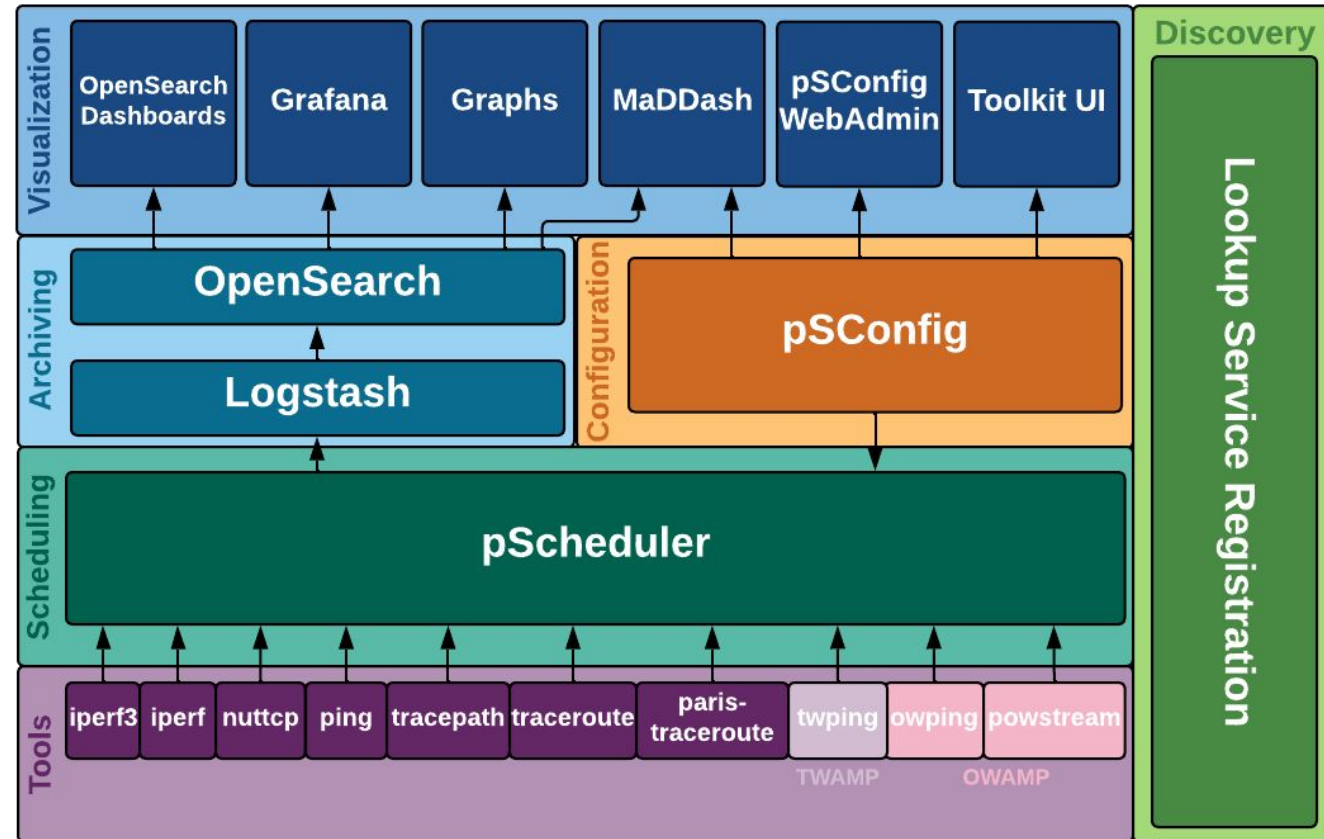 Visualization
OpenSearch
Dashboards
Grafana
Graphs
MaDDash
pSConfig
WebAdmin
Toolkit UI
Discovery
Lookup Service Registration
Archiving
OpenSearch
Logstash
Configuration
pSConfig
Scheduling
pScheduler
Tools
iperf3
iperf
nuttcp
ping
tracepath
traceroute
paris-
traceroute
twping
owping
powstream
TWAMP
OWAMP